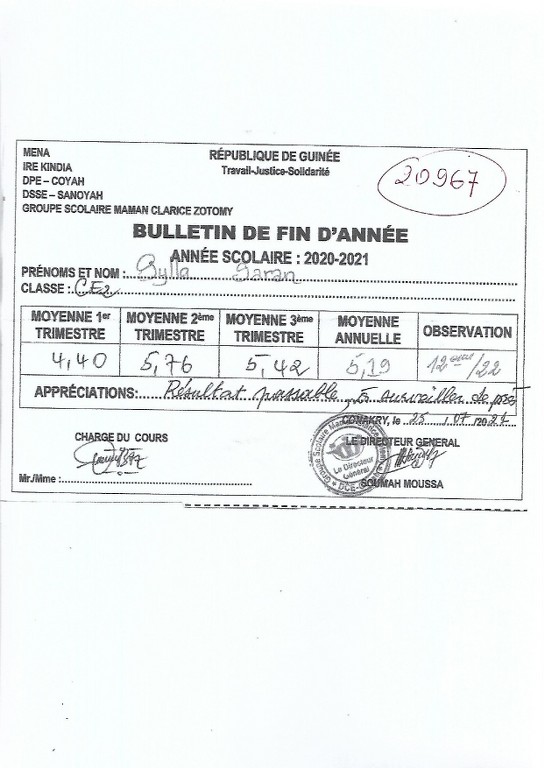 MENA
IRE KINDIA
DPE – COYAH
DSSE – SANOYAH
GROUPE SCOLAIRE MAMAN CLARICE ZOTOMY
RÉPUBLIQUE DE GUINÉE
Travail-Justice-Solidarité
20967
BULLETIN DE FIN D'ANNÉE
ANNÉE SCOLAIRE : 2020-2021
PRÉNOMS ET NOM : Sylla Saran
CLASSE : CE2
MOYENNE 1er TRIMESTRE MOYENNE 2ème TRIMESTRE MOYENNE 3ème TRIMESTRE MOYENNE ANNUELLE OBSERVATION
4,40 5,76 5,42 5,19 12ème/22
APPRÉCIATIONS: Résultat passable, à surveiller de près
CONAKRY, le 25 / 07 /2021
CHARGE DU COURS
LE DIRECTEUR GENERAL
Le Directeur
Général
Mr./Mme :
SOUMAH MOUSSA